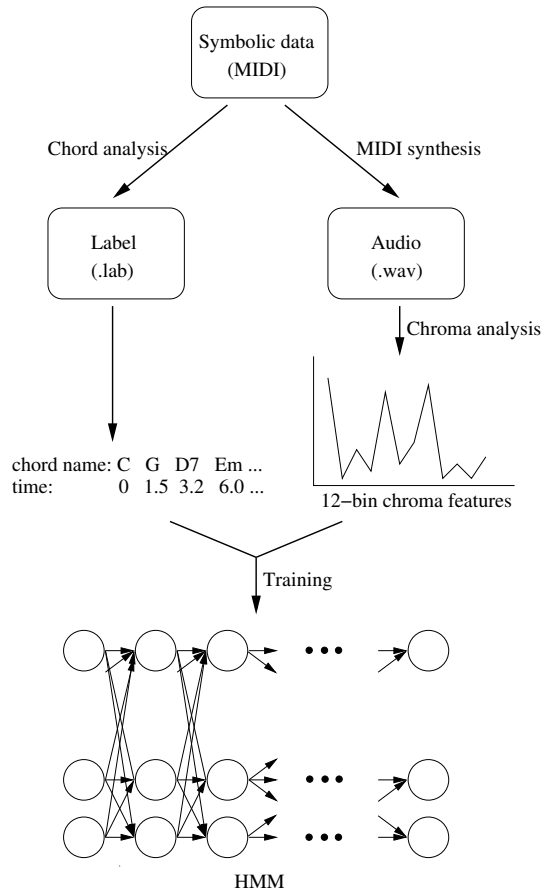 Symbolic data
(MIDI)
Chord analysis
MIDI synthesis
Label
(.lab)
Audio
(.wav)
Chroma analysis
chord name: C G D7 Em ...
time: 0 1.5 3.2 6.0 ...
12−bin chroma features
Training
HMM